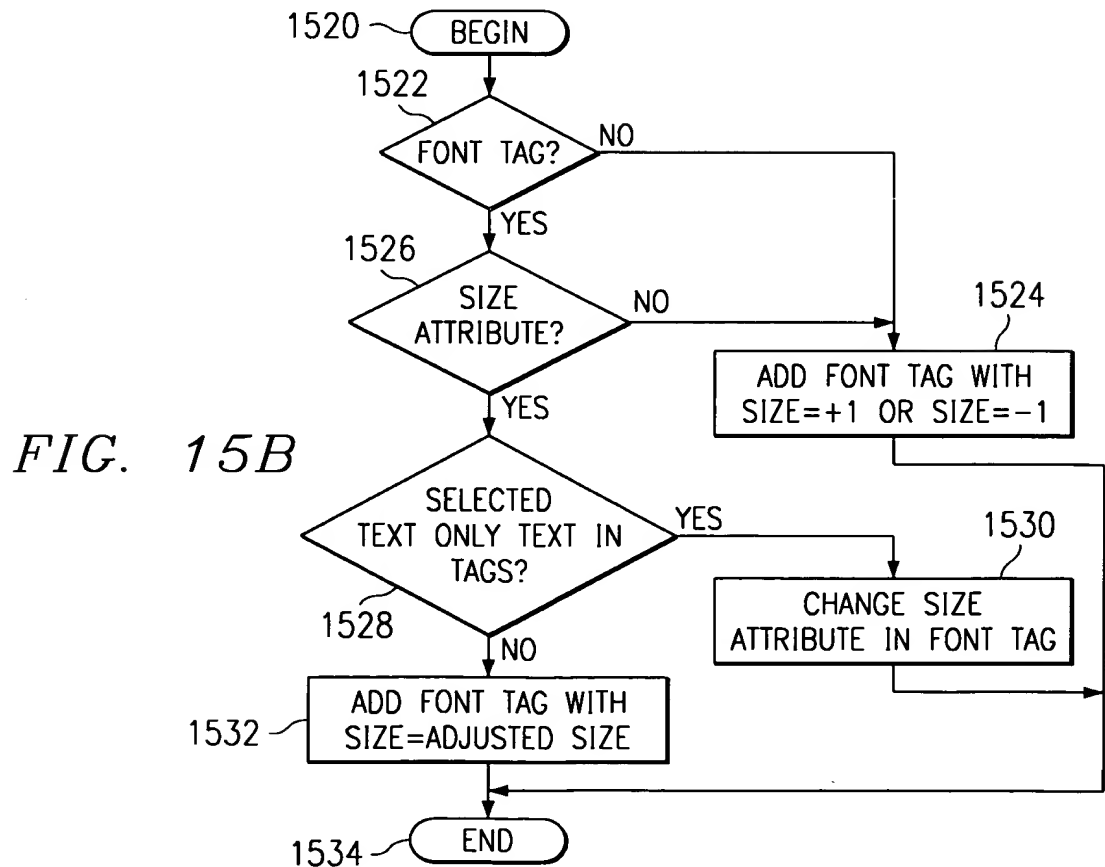 1520
BEGIN
1522
FONT TAG?
NO
YES
1526
SIZE
ATTRIBUTE?
NO
YES
1524
ADD FONT TAG WITH
SIZE=+1 OR SIZE=-1
FIG. 15B
SELECTED
TEXT ONLY TEXT IN
TAGS?
YES
1528
NO
1530
CHANGE SIZE
ATTRIBUTE IN FONT TAG
1532
ADD FONT TAG WITH
SIZE=ADJUSTED SIZE
1534
END